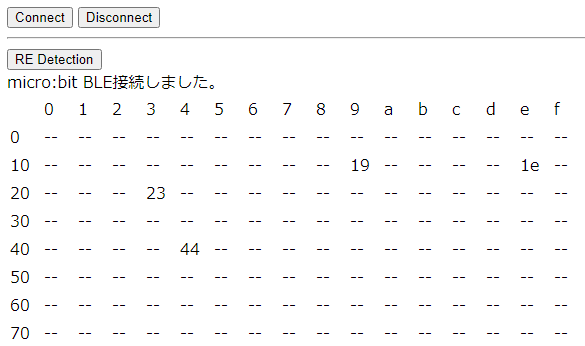 Connect Disconnect
RE Detection
micro:bit BLE接続しました。
0 1 2 3 4 5 6 7 8 9 a b c d e f
0 -- -- -- -- -- -- -- -- -- -- -- -- -- -- -- --
10 -- -- -- -- -- -- -- -- -- 19 -- -- -- -- 1e --
20 -- -- -- 23 -- -- -- -- -- -- -- -- -- -- -- --
30 -- -- -- -- -- -- -- -- -- -- -- -- -- -- -- --
40 -- -- -- -- 44 -- -- -- -- -- -- -- -- -- -- --
50 -- -- -- -- -- -- -- -- -- -- -- -- -- -- -- --
60 -- -- -- -- -- -- -- -- -- -- -- -- -- -- -- --
70 -- -- -- -- -- -- -- -- -- -- -- -- -- -- -- --